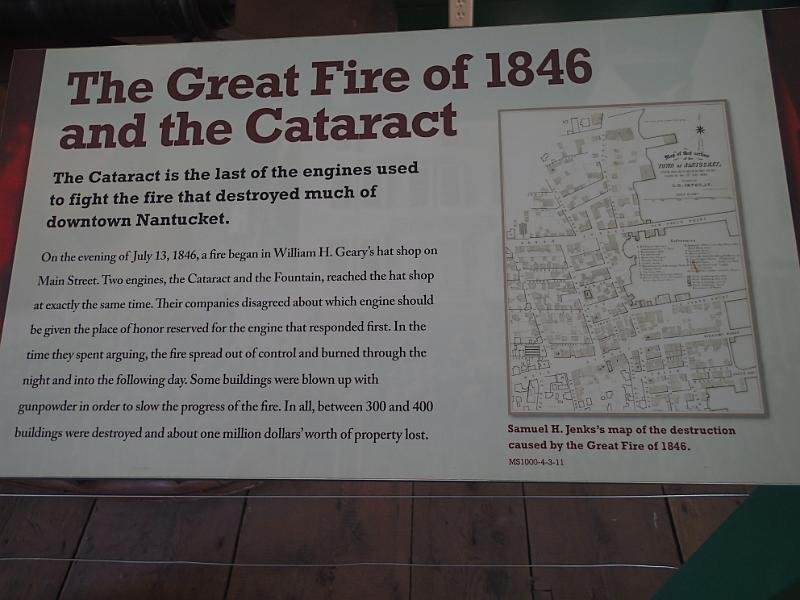 The Great Fire of 1846
and the Cataract
The Cataract is the last of the engines used
to fight the fire that destroyed much of
downtown Nantucket.
On the evening of July 13, 1846, a fire began in William H. Geary's hat shop on
Main Street. Two engines, the Cataract and the Fountain, reached the hat shop
at exactly the same time. Their companies disagreed about which engine should
be given the place of honor reserved for the engine that responded first. In the
time they spent arguing, the fire spread out of control and burned through the
night and into the following day. Some buildings were blown up with
gunpowder in order to slow the progress of the fire. In all, between 300 and 400
buildings were destroyed and about one million dollars' worth of property lost.
TOWN of NANTUCKET,
Samuel H. Jenks's map of the destruction
caused by the Great Fire of 1846.
MS1000-4-3-11